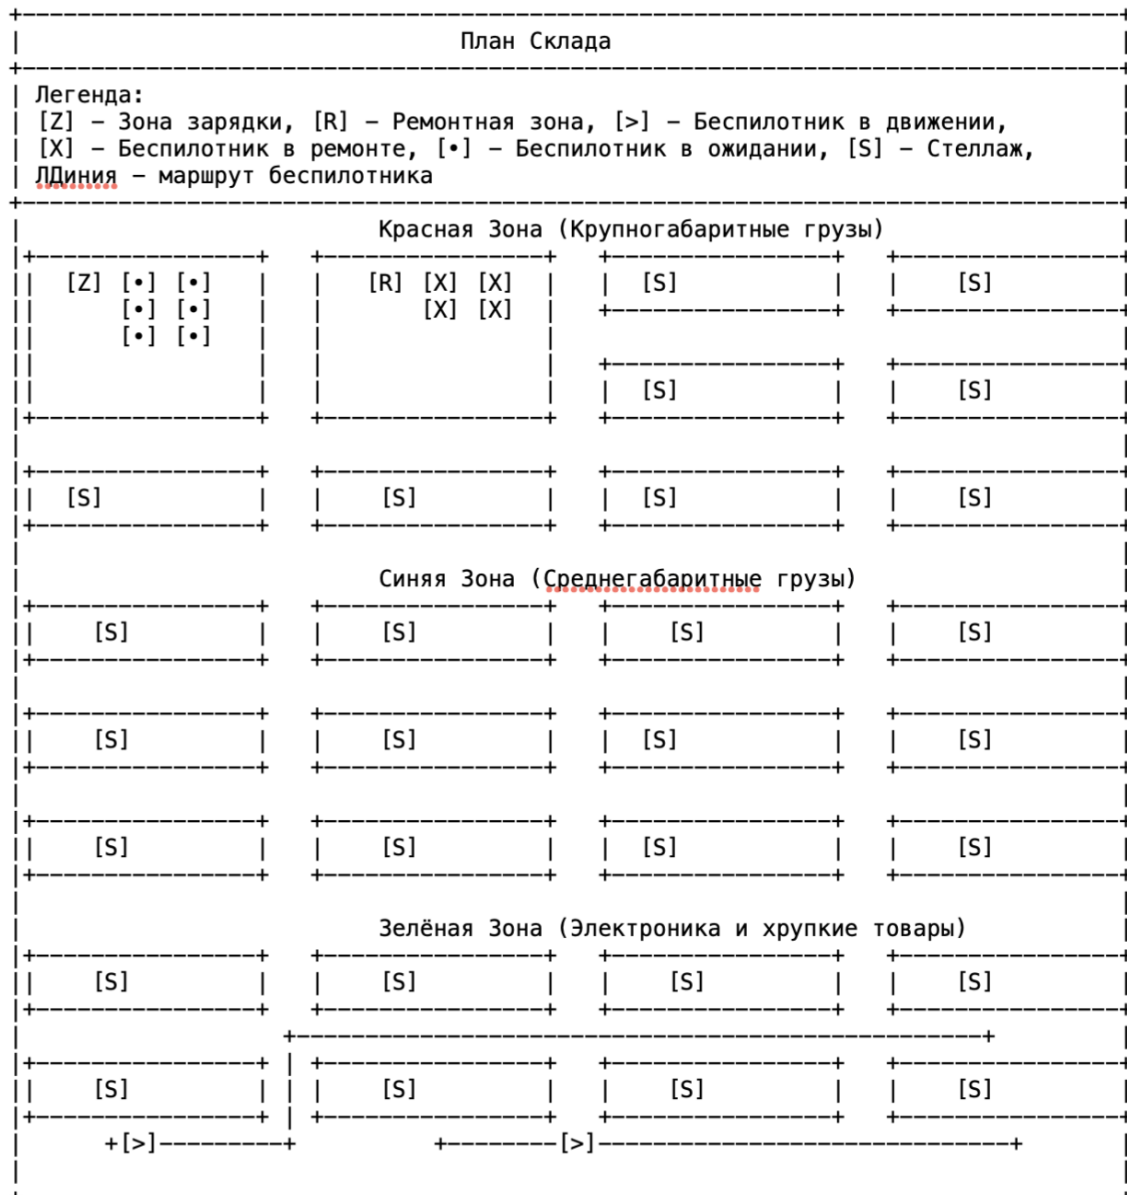 План Склада
Легенда:
[Z] – Зона зарядки, [R] – Ремонтная зона, [>] – Беспилотник в движении,
[X] – Беспилотник в ремонте, [•] – Беспилотник в ожидании, [S] – Стеллаж,
ЛДиния – маршрут беспилотника
Красная Зона (Крупногабаритные грузы)
[Z] [•] [•] [R] [X] [X] [S] [S]
[•] [•] [X] [X]
[•] [•]
[S] [S]
[S] [S] [S] [S]
Синяя Зона (Среднегабаритные грузы)
[S] [S] [S] [S]
[S] [S] [S] [S]
[S] [S] [S] [S]
Зелёная Зона (Электроника и хрупкие товары)
[S] [S] [S] [S]
[S] [S] [S] [S]
[>] [>]